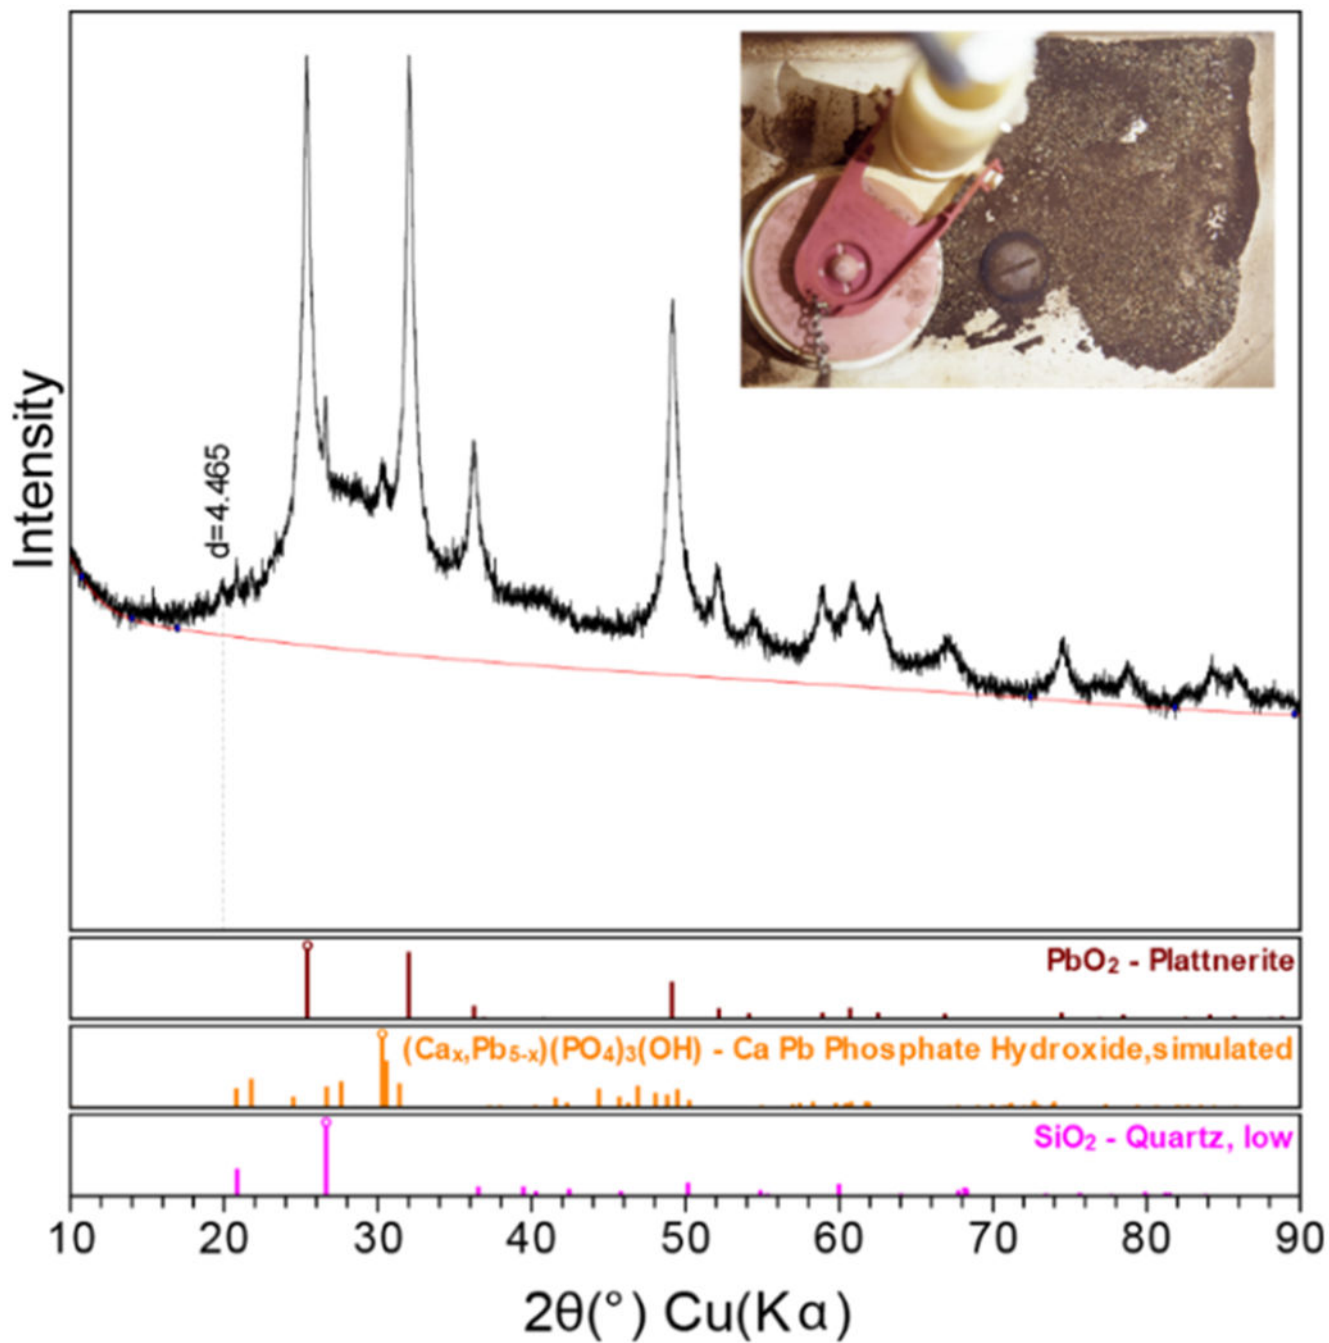 Intensity
d=4.465
PbO₂ - Plattnerite
(Caₓ,Pb₅₋ₓ)(PO₄)₃(OH) - Ca Pb Phosphate Hydroxide,simulated
SiO₂ - Quartz, low
10 20 30 40 50 60 70 80 90
2θ(°) Cu(Kα)